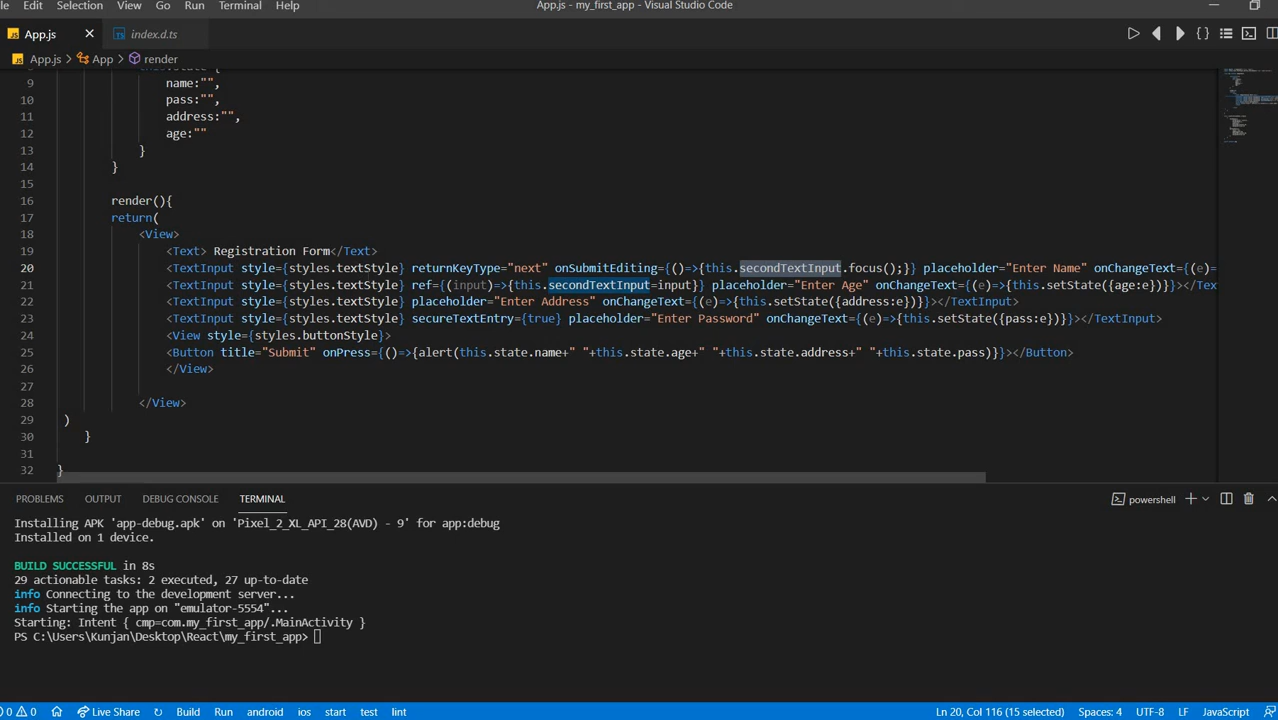 Edit Selection View Go Run Terminal Help App.js - my_first_app - Visual Studio Code
JS App.js × TS index.d.ts
JS App.js > App > render
9 name:"",
10 pass:"",
11 address:"",
12 age:""
13 }
14 }
15
16 render(){
17 return(
18 <View>
19 <Text> Registration Form</Text>
20 <TextInput style={styles.textStyle} returnKeyType="next" onSubmitEditing={()=>{this.secondTextInput.focus();}} placeholder="Enter Name" onChangeText={(e)=
21 <TextInput style={styles.textStyle} ref={(input)=>{this.secondTextInput=input}} placeholder="Enter Age" onChangeText={(e)=>{this.setState({age:e})}}></Tex
22 <TextInput style={styles.textStyle} placeholder="Enter Address" onChangeText={(e)=>{this.setState({address:e})}}></TextInput>
23 <TextInput style={styles.textStyle} secureTextEntry={true} placeholder="Enter Password" onChangeText={(e)=>{this.setState({pass:e})}}></TextInput>
24 <View style={styles.buttonStyle}>
25 <Button title="Submit" onPress={()=>{alert(this.state.name+" "+this.state.age+" "+this.state.address+" "+this.state.pass)}}></Button>
26 </View>
27
28 </View>
29 )
30 }
31
32 }
PROBLEMS OUTPUT DEBUG CONSOLE TERMINAL powershell
Installing APK 'app-debug.apk' on 'Pixel_2_XL_API_28(AVD) - 9' for app:debug
Installed on 1 device.
BUILD SUCCESSFUL in 8s
29 actionable tasks: 2 executed, 27 up-to-date
info Connecting to the development server...
info Starting the app on "emulator-5554"...
Starting: Intent { cmp=com.my_first_app/.MainActivity }
PS C:\Users\Kunjan\Desktop\React\my_first_app>
0 0 Live Share Build Run android ios start test lint Ln 20, Col 116 (15 selected) Spaces: 4 UTF-8 LF JavaScript